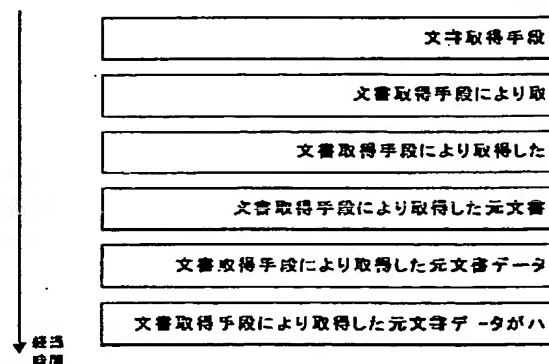 文字取得手段
文書取得手段により取
文書取得手段により取得した
文書取得手段により取得した元文書
文書取得手段により取得した元文書データ
文書取得手段により取得した元文書データがハ
経過
時間